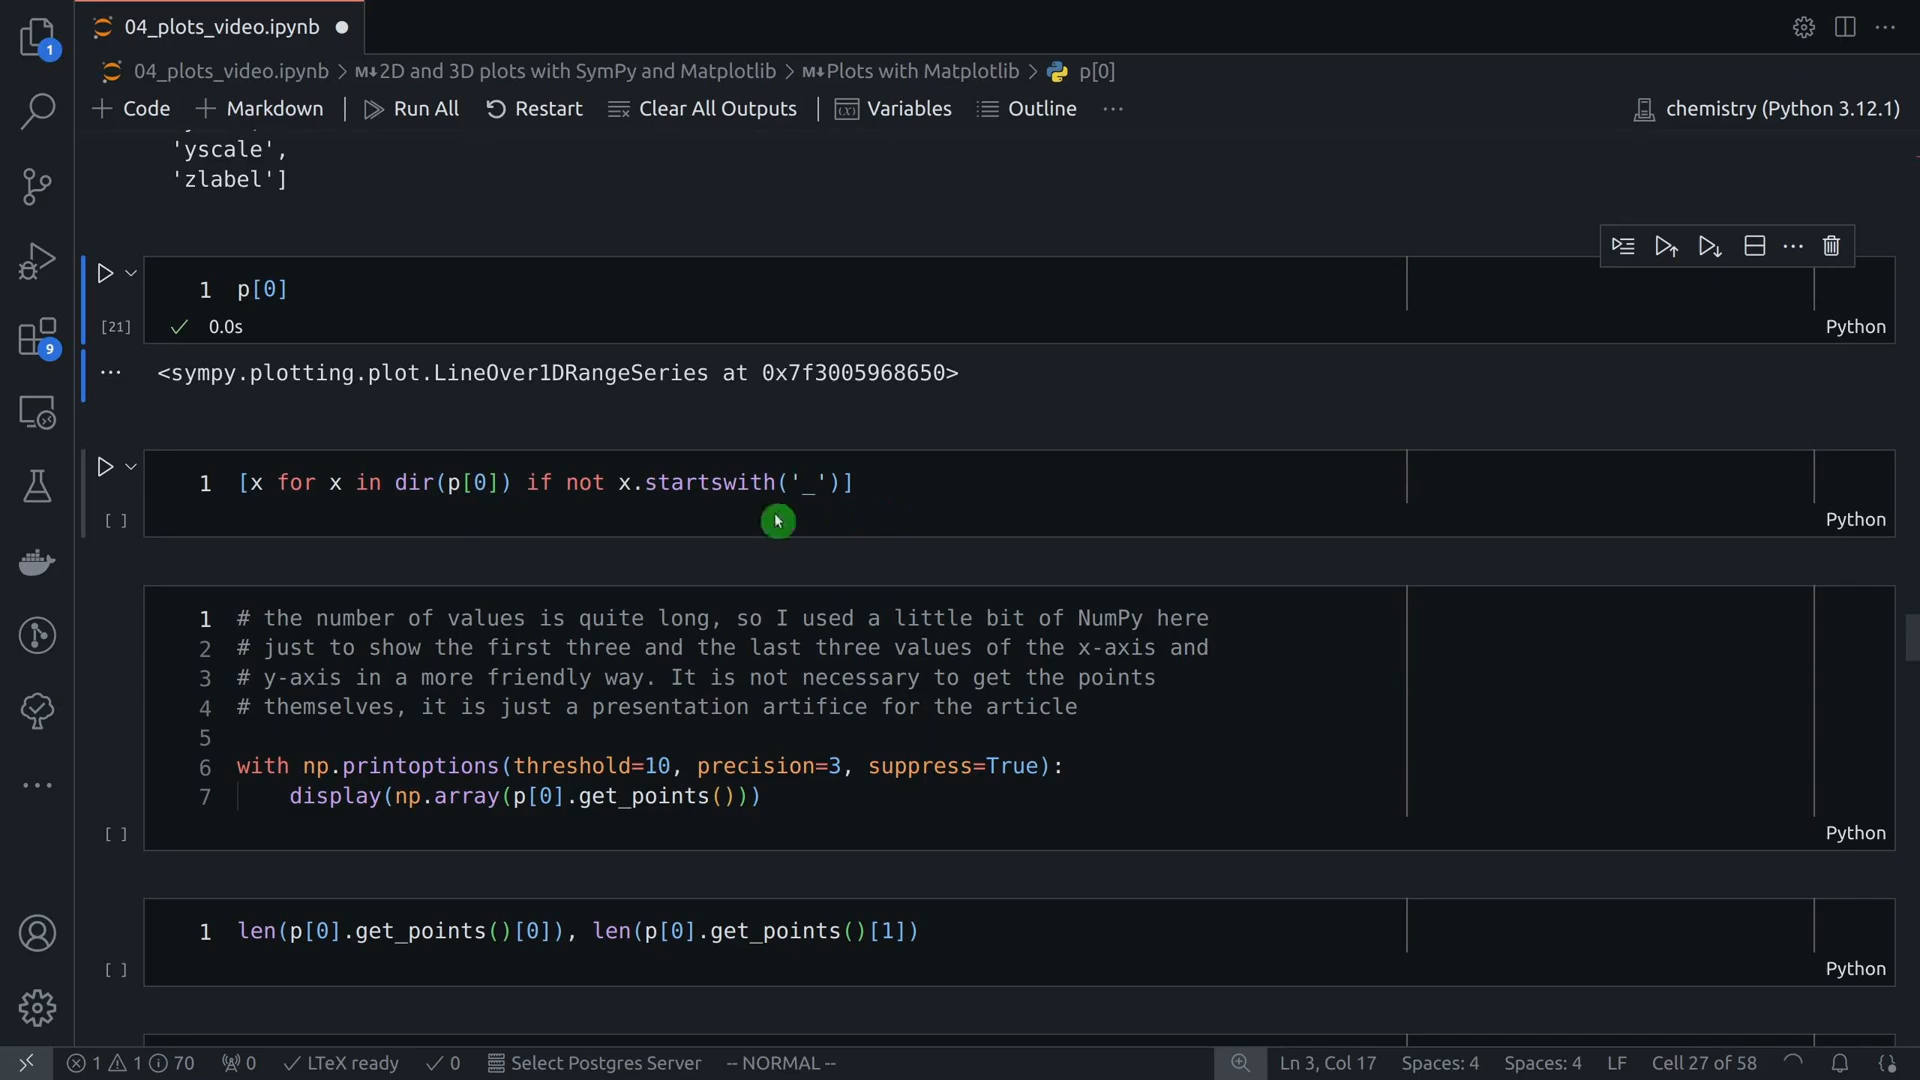 04_plots_video.ipynb
04_plots_video.ipynb > M↓2D and 3D plots with SymPy and Matplotlib > M↓Plots with Matplotlib > p[0]
+ Code + Markdown | Run All Restart Clear All Outputs | Variables Outline ... chemistry (Python 3.12.1)
'yscale',
'zlabel']
1 p[0]
[21] ✓ 0.0s Python
... <sympy.plotting.plot.LineOver1DRangeSeries at 0x7f3005968650>
1 [x for x in dir(p[0]) if not x.startswith('_')]
[ ] Python
1 # the number of values is quite long, so I used a little bit of NumPy here
2 # just to show the first three and the last three values of the x-axis and
3 # y-axis in a more friendly way. It is not necessary to get the points
4 # themselves, it is just a presentation artifice for the article
5
6 with np.printoptions(threshold=10, precision=3, suppress=True):
7     display(np.array(p[0].get_points()))
[ ] Python
1 len(p[0].get_points()[0]), len(p[0].get_points()[1])
[ ] Python
1
9
1 1 70 0 ✓ LTeX ready ✓ 0 Select Postgres Server -- NORMAL -- Ln 3, Col 17 Spaces: 4 Spaces: 4 LF Cell 27 of 58